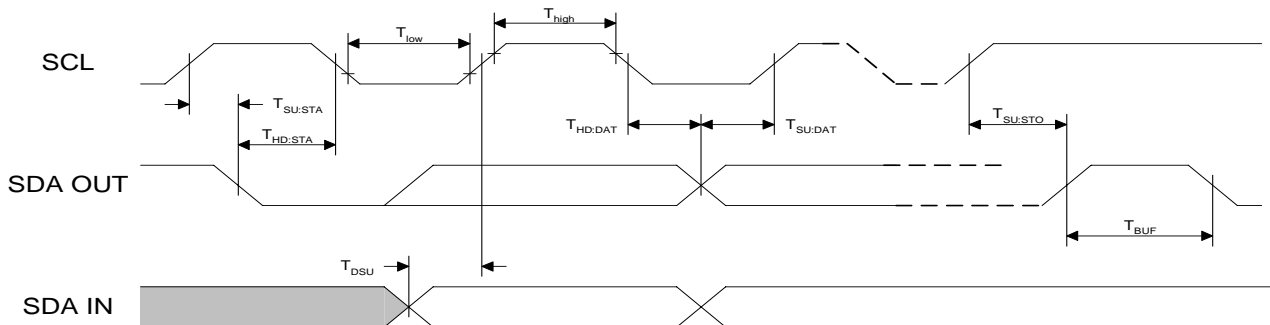 T_high
T_low
SCL
T_SU:STA
T_HD:STA
T_HD:DAT
T_SU:DAT
T_SU:STO
SDA OUT
T_BUF
T_DSU
SDA IN